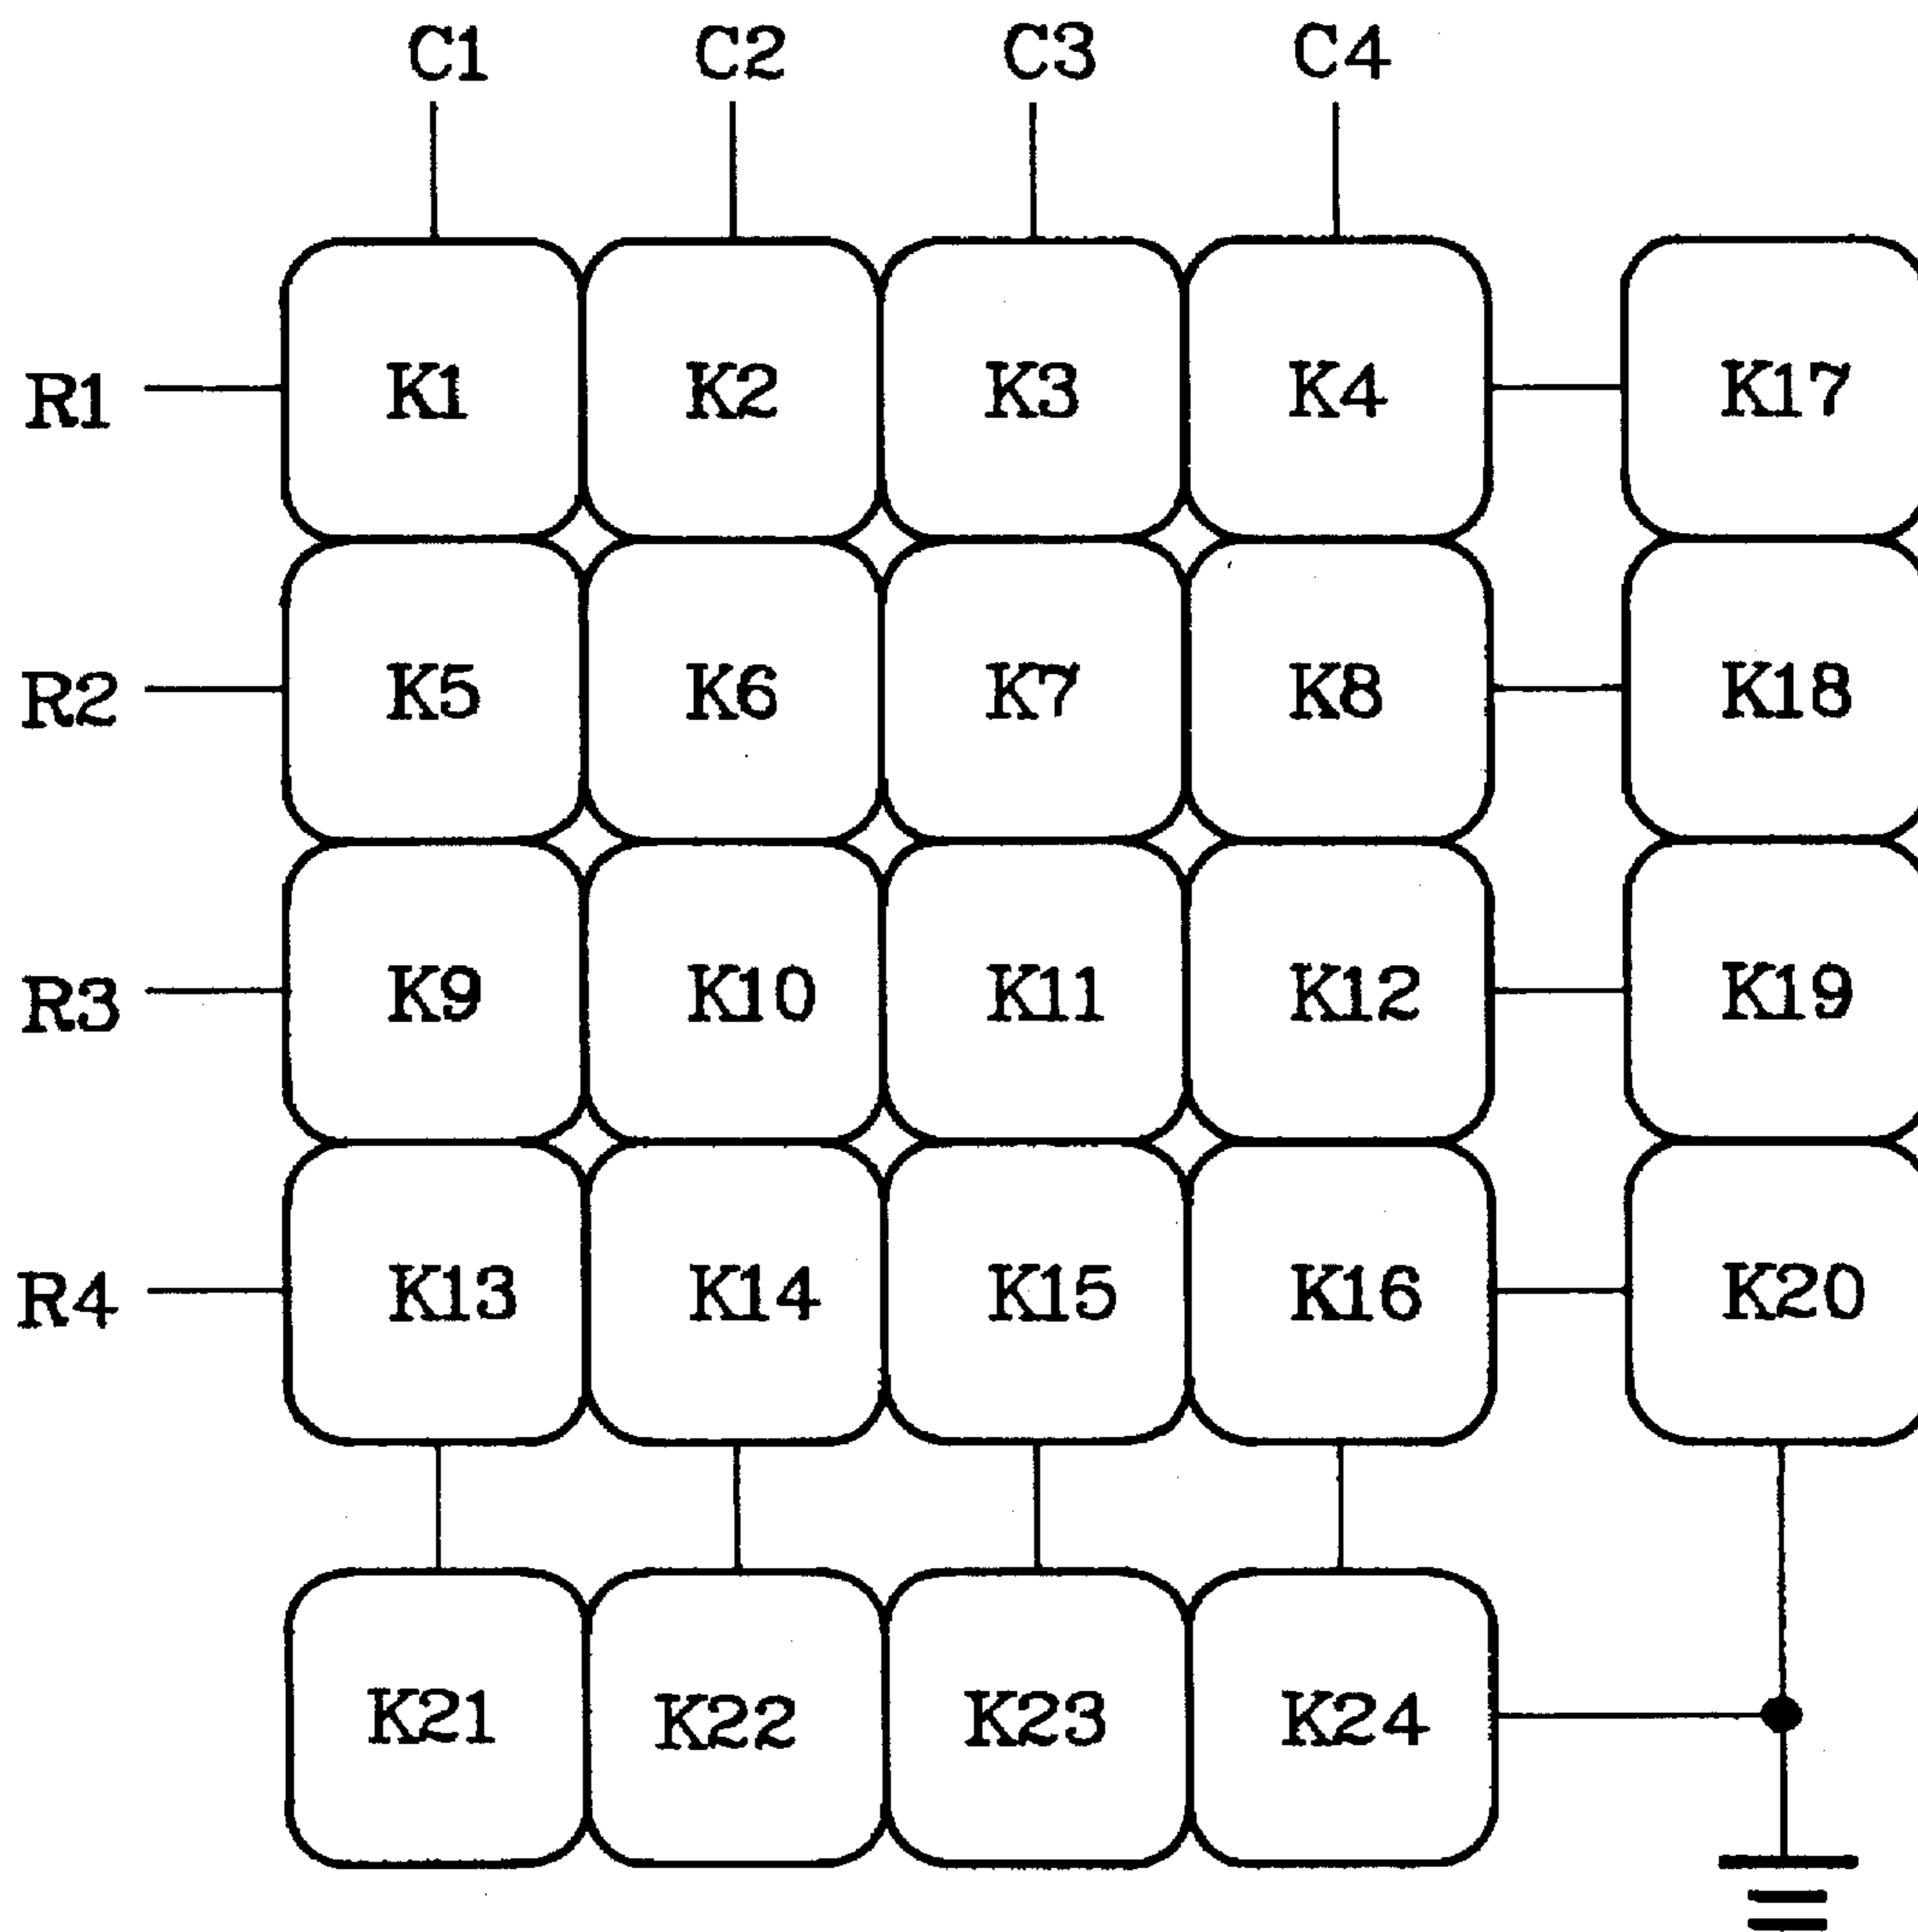 C1 C2 C3 C4
R1 K1 K2 K3 K4 K17
R2 K5 K6 K7 K8 K18
R3 K9 K10 K11 K12 K19
R4 K13 K14 K15 K16 K20
K21 K22 K23 K24